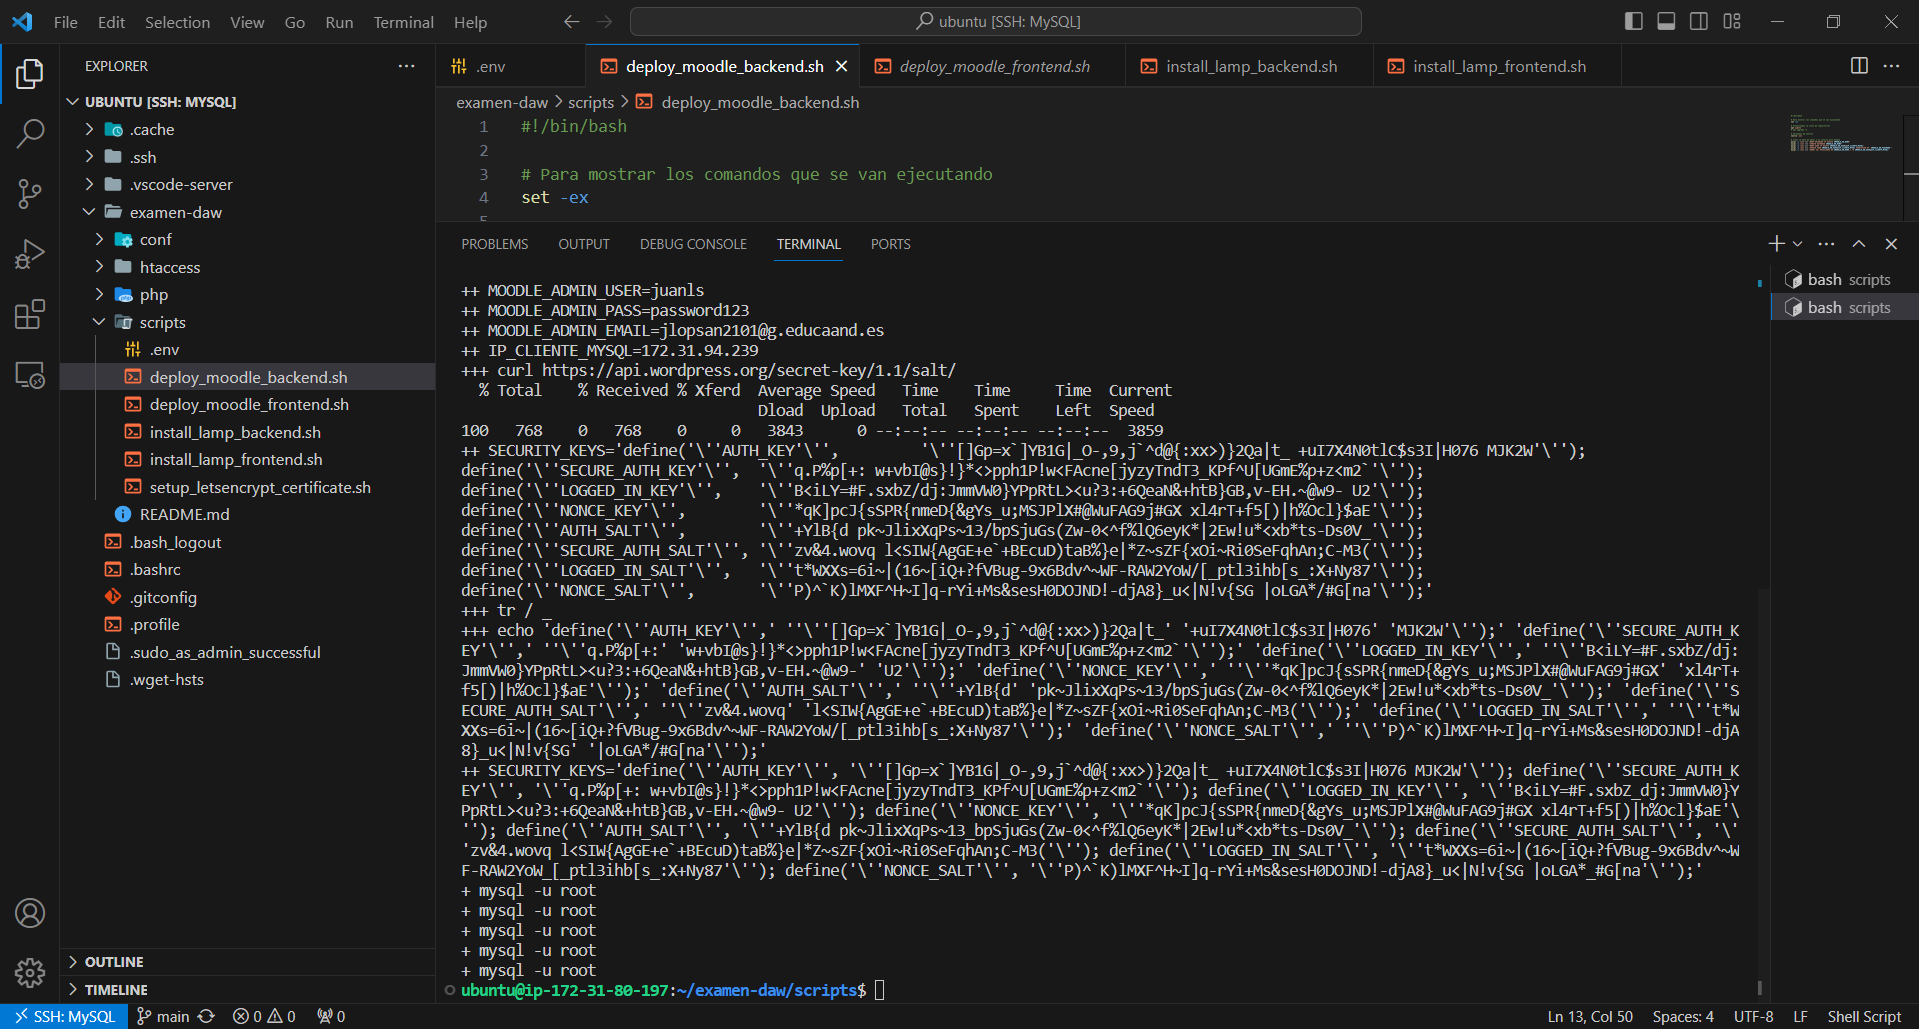 File Edit Selection View Go Run Terminal Help
ubuntu [SSH: MySQL]
EXPLORER
UBUNTU [SSH: MYSQL]
.cache
.ssh
.vscode-server
examen-daw
conf
htaccess
php
scripts
.env
deploy_moodle_backend.sh
deploy_moodle_frontend.sh
install_lamp_backend.sh
install_lamp_frontend.sh
setup_letsencrypt_certificate.sh
README.md
.bash_logout
.bashrc
.gitconfig
.profile
.sudo_as_admin_successful
.wget-hsts
OUTLINE
TIMELINE
.env
deploy_moodle_backend.sh
deploy_moodle_frontend.sh
install_lamp_backend.sh
install_lamp_frontend.sh
examen-daw > scripts > deploy_moodle_backend.sh
1 #!/bin/bash
2
3 # Para mostrar los comandos que se van ejecutando
4 set -ex
5
PROBLEMS OUTPUT DEBUG CONSOLE TERMINAL PORTS
bash scripts
bash scripts
++ MOODLE_ADMIN_USER=juanls
++ MOODLE_ADMIN_PASS=password123
++ MOODLE_ADMIN_EMAIL=jlopsan2101@g.educaand.es
++ IP_CLIENTE_MYSQL=172.31.94.239
+++ curl https://api.wordpress.org/secret-key/1.1/salt/
% Total % Received % Xferd Average Speed Time Time Time Current
Dload Upload Total Spent Left Speed
100 768 0 768 0 0 3843 0 --:--:-- --:--:-- --:--:-- 3859
++ SECURITY_KEYS='define('\''AUTH_KEY'\'', '\''[]Gp=x`]YB1G|_O-,9,j`^d@{:xx>)}2Qa|t_ +uI7X4N0tlC$s3I|H076 MJK2W'\'');
define('\''SECURE_AUTH_KEY'\'', '\''q.P%p[+: w+vbI@s}!}*<>pph1P!w<FAcne[jyzyTndT3_KPf^U[UGmE%p+z<m2`'\'');
define('\''LOGGED_IN_KEY'\'', '\''B<iLY=#F.sxbZ/dj:JmmVW0}YPpRtL><u?3:+6QeaN&+htB}GB,v-EH.~@w9- U2'\'');
define('\''NONCE_KEY'\'', '\''*qK]pcJ{sSPR{nmeD{&gYs_u;MSJPlX#@WuFAG9j#GX xl4rT+f5[)|h%Ocl}$aE'\'');
define('\''AUTH_SALT'\'', '\''+YlB{d pk~JlixXqPs~13/bpSjuGs(Zw-0<^f%lQ6eyK*|2Ew!u*<xb*ts-Ds0V_'\'');
define('\''SECURE_AUTH_SALT'\'', '\''zv&4.wovq l<SIW{AgGE+e`+BEcuD)taB%}e|*Z~sZF{xOi~Ri0SeFqhAn;C-M3('\'');
define('\''LOGGED_IN_SALT'\'', '\''t*WXXs=6i~|(16~[iQ+?fVBug-9x6Bdv^~WF-RAW2YoW/[_ptl3ihb[s_:X+Ny87'\'');
define('\''NONCE_SALT'\'', '\''P)^`K)lMXF^H~I]q-rYi+Ms&sesH0DOJND!-djA8}_u<|N!v{SG |oLGA*/#G[na'\'');'
+++ tr / _
+++ echo 'define('\''AUTH_KEY'\'',' ''\''[]Gp=x`]YB1G|_O-,9,j`^d@{:xx>)}2Qa|t_' '+uI7X4N0tlC$s3I|H076' 'MJK2W'\'');' 'define('\''SECURE_AUTH_K
EY'\'',' ''\''q.P%p[+:' 'w+vbI@s}!}*<>pph1P!w<FAcne[jyzyTndT3_KPf^U[UGmE%p+z<m2`'\'');' 'define('\''LOGGED_IN_KEY'\'',' ''\''B<iLY=#F.sxbZ/dj:
JmmVW0}YPpRtL><u?3:+6QeaN&+htB}GB,v-EH.~@w9-' 'U2'\'');' 'define('\''NONCE_KEY'\'',' ''\''*qK]pcJ{sSPR{nmeD{&gYs_u;MSJPlX#@WuFAG9j#GX' 'xl4rT+
f5[)|h%Ocl}$aE'\'');' 'define('\''AUTH_SALT'\'',' ''\''+YlB{d' 'pk~JlixXqPs~13/bpSjuGs(Zw-0<^f%lQ6eyK*|2Ew!u*<xb*ts-Ds0V_'\'');' 'define('\''S
ECURE_AUTH_SALT'\'',' ''\''zv&4.wovq' 'l<SIW{AgGE+e`+BEcuD)taB%}e|*Z~sZF{xOi~Ri0SeFqhAn;C-M3('\'');' 'define('\''LOGGED_IN_SALT'\'',' ''\''t*W
XXs=6i~|(16~[iQ+?fVBug-9x6Bdv^~WF-RAW2YoW/[_ptl3ihb[s_:X+Ny87'\'');' 'define('\''NONCE_SALT'\'',' ''\''P)^`K)lMXF^H~I]q-rYi+Ms&sesH0DOJND!-djA
8}_u<|N!v{SG' '|oLGA*/#G[na'\'');'
++ SECURITY_KEYS='define('\''AUTH_KEY'\'', '\''[]Gp=x`]YB1G|_O-,9,j`^d@{:xx>)}2Qa|t_ +uI7X4N0tlC$s3I|H076 MJK2W'\''); define('\''SECURE_AUTH_K
EY'\'', '\''q.P%p[+: w+vbI@s}!}*<>pph1P!w<FAcne[jyzyTndT3_KPf^U[UGmE%p+z<m2`'\''); define('\''LOGGED_IN_KEY'\'', '\''B<iLY=#F.sxbZ_dj:JmmVW0}Y
PpRtL><u?3:+6QeaN&+htB}GB,v-EH.~@w9- U2'\''); define('\''NONCE_KEY'\'', '\''*qK]pcJ{sSPR{nmeD{&gYs_u;MSJPlX#@WuFAG9j#GX xl4rT+f5[)|h%Ocl}$aE'\
''); define('\''AUTH_SALT'\'', '\''+YlB{d pk~JlixXqPs~13_bpSjuGs(Zw-0<^f%lQ6eyK*|2Ew!u*<xb*ts-Ds0V_'\''); define('\''SECURE_AUTH_SALT'\'', '\'
'zv&4.wovq l<SIW{AgGE+e`+BEcuD)taB%}e|*Z~sZF{xOi~Ri0SeFqhAn;C-M3('\''); define('\''LOGGED_IN_SALT'\'', '\''t*WXXs=6i~|(16~[iQ+?fVBug-9x6Bdv^~W
F-RAW2YoW_[_ptl3ihb[s_:X+Ny87'\''); define('\''NONCE_SALT'\'', '\''P)^`K)lMXF^H~I]q-rYi+Ms&sesH0DOJND!-djA8}_u<|N!v{SG |oLGA*_#G[na'\'');'
+ mysql -u root
+ mysql -u root
+ mysql -u root
+ mysql -u root
+ mysql -u root
ubuntu@ip-172-31-80-197:~/examen-daw/scripts$
SSH: MySQL main 0 0 0
Ln 13, Col 50 Spaces: 4 UTF-8 LF Shell Script